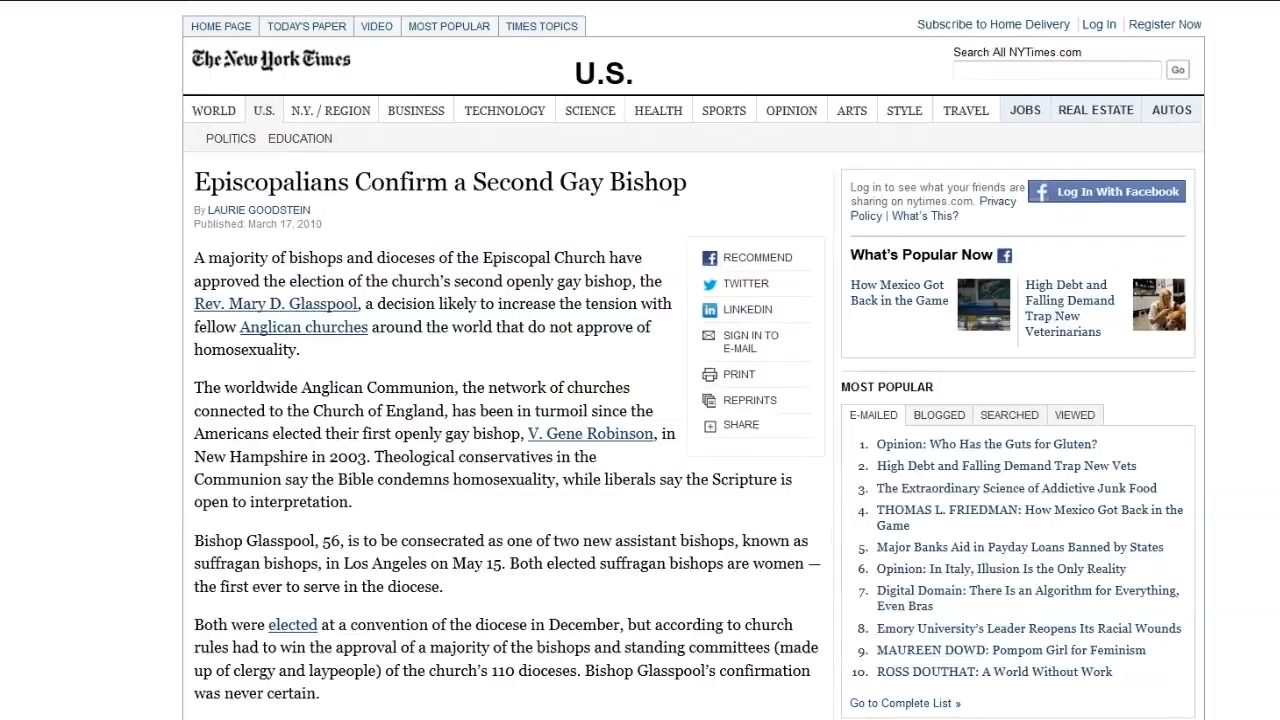 HOME PAGE TODAY'S PAPER VIDEO MOST POPULAR TIMES TOPICS
Subscribe to Home Delivery Log In Register Now
The New York Times
U.S.
Search All NYTimes.com
Go
WORLD U.S. N.Y. / REGION BUSINESS TECHNOLOGY SCIENCE HEALTH SPORTS OPINION ARTS STYLE TRAVEL JOBS REAL ESTATE AUTOS
POLITICS EDUCATION
Episcopalians Confirm a Second Gay Bishop
By LAURIE GOODSTEIN
Published: March 17, 2010
A majority of bishops and dioceses of the Episcopal Church have
approved the election of the church's second openly gay bishop, the
Rev. Mary D. Glasspool, a decision likely to increase the tension with
fellow Anglican churches around the world that do not approve of
homosexuality.
The worldwide Anglican Communion, the network of churches
connected to the Church of England, has been in turmoil since the
Americans elected their first openly gay bishop, V. Gene Robinson, in
New Hampshire in 2003. Theological conservatives in the
Communion say the Bible condemns homosexuality, while liberals say the Scripture is
open to interpretation.
Bishop Glasspool, 56, is to be consecrated as one of two new assistant bishops, known as
suffragan bishops, in Los Angeles on May 15. Both elected suffragan bishops are women —
the first ever to serve in the diocese.
Both were elected at a convention of the diocese in December, but according to church
rules had to win the approval of a majority of the bishops and standing committees (made
up of clergy and laypeople) of the church's 110 dioceses. Bishop Glasspool's confirmation
was never certain.
RECOMMEND
TWITTER
LINKEDIN
SIGN IN TO
E-MAIL
PRINT
REPRINTS
SHARE
Log in to see what your friends are
sharing on nytimes.com. Privacy
Policy | What's This?
Log In With Facebook
What's Popular Now
How Mexico Got
Back in the Game
High Debt and
Falling Demand
Trap New
Veterinarians
MOST POPULAR
E-MAILED BLOGGED SEARCHED VIEWED
1. Opinion: Who Has the Guts for Gluten?
2. High Debt and Falling Demand Trap New Vets
3. The Extraordinary Science of Addictive Junk Food
4. THOMAS L. FRIEDMAN: How Mexico Got Back in the
Game
5. Major Banks Aid in Payday Loans Banned by States
6. Opinion: In Italy, Illusion Is the Only Reality
7. Digital Domain: There Is an Algorithm for Everything,
Even Bras
8. Emory University's Leader Reopens Its Racial Wounds
9. MAUREEN DOWD: Pompom Girl for Feminism
10. ROSS DOUTHAT: A World Without Work
Go to Complete List »